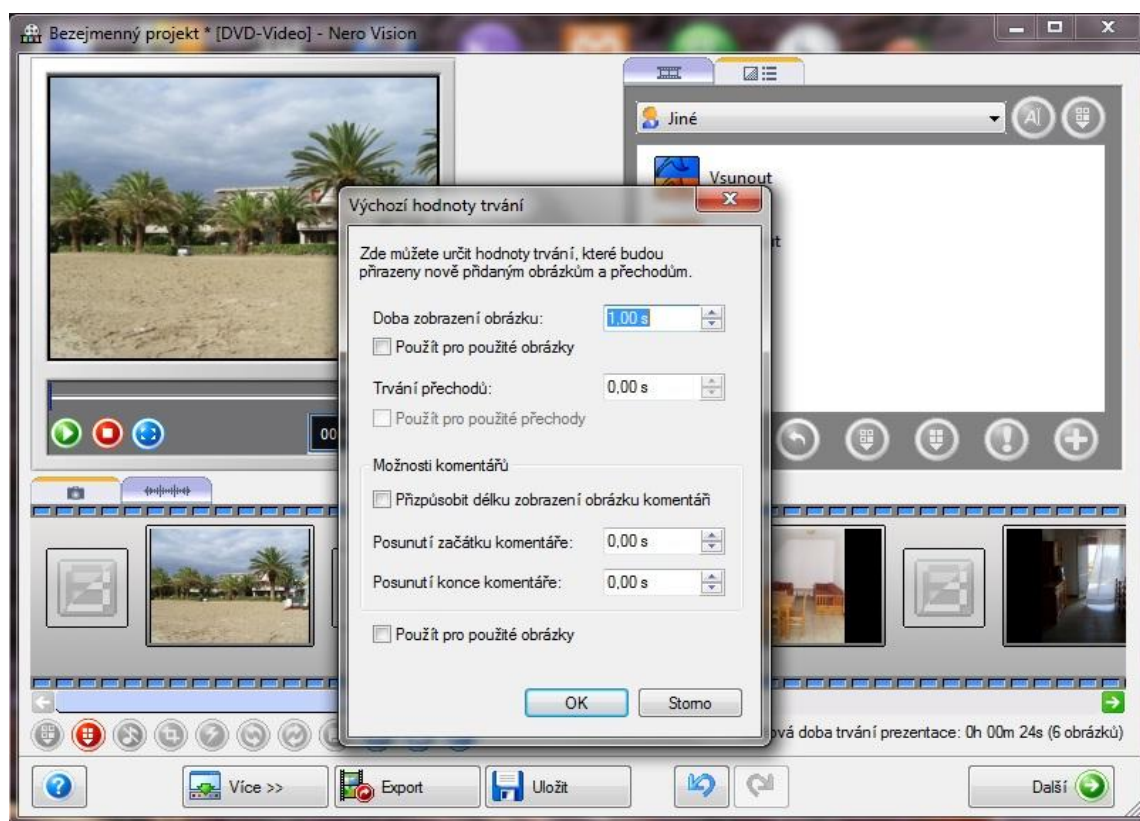 Bezejmenný projekt * [DVD-Video] - Nero Vision
Jiné
Vsunout
Výchozí hodnoty trvání
Zde můžete určit hodnoty trvání, které budou
přirazeny nově přidaným obrázkům a přechodům.
Doba zobrazení obrázku: 1,00 s
Použít pro použité obrázky
Trvání přechodů: 0,00 s
Použít pro použité přechody
Možnosti komentářů
Přizpůsobit délku zobrazení obrázku komentáři
Posunutí začátku komentáře: 0,00 s
Posunutí konce komentáře: 0,00 s
Použít pro použité obrázky
OK Storno
doba trvání prezentace: 0h 00m 24s (6 obrázků)
Více >> Export Uložit Další